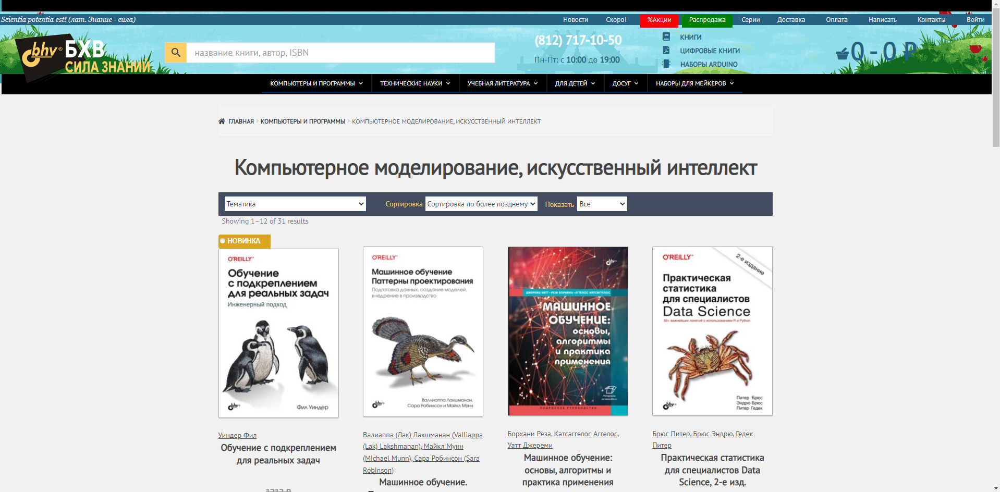 Scientia potentia est! (лат. Знание - сила)
Новости Скоро! %Акции Распродажа Серии Доставка Оплата Написать Контакты Войти
bhv® БХВ
СИЛА ЗНАНИЙ
название книги, автор, ISBN
(812) 717-10-50
Пн-Пт: с 10:00 до 19:00
КНИГИ
ЦИФРОВЫЕ КНИГИ
НАБОРЫ ARDUINO
0 - 0 ₽
КОМПЬЮТЕРЫ И ПРОГРАММЫ ТЕХНИЧЕСКИЕ НАУКИ УЧЕБНАЯ ЛИТЕРАТУРА ДЛЯ ДЕТЕЙ ДОСУГ НАБОРЫ ДЛЯ МЕЙКЕРОВ
ГЛАВНАЯ › КОМПЬЮТЕРЫ И ПРОГРАММЫ › КОМПЬЮТЕРНОЕ МОДЕЛИРОВАНИЕ, ИСКУССТВЕННЫЙ ИНТЕЛЛЕКТ
Компьютерное моделирование, искусственный интеллект
Тематика Сортировка Сортировка по более позднему Показать Все
Showing 1–12 of 31 results
НОВИНКА
O'REILLY®
Обучение
с подкреплением
для реальных задач
Инженерный подход
bhv®
Фил Уиндер
Уиндер Фил
Обучение с подкреплением
для реальных задач
1313 ₽
O'REILLY®
Машинное обучение
Паттерны проектирования
Подготовка данных, создание моделей,
внедрение в производство
bhv®
Валлиаппа Лакшманан,
Сара Робинсон и Майкл Мунн
Валиаппа (Лак) Лакшманан (Valliappa
(Lak) Lakshmanan), Майкл Мунн
(Michael Munn), Сара Робинсон (Sara
Robinson)
Машинное обучение.
bhv®
ДЖЕРЕМИ УАТТ • РЕЗА БОРХАНИ • АГГЕЛОС КАТСАГГЕЛОС
МАШИННОЕ
ОБУЧЕНИЕ:
основы,
алгоритмы
и практика
применения
Материалы
на www.bhv.ru
ПОДРОБНОЕ РУКОВОДСТВО
Борхани Реза, Катсаггелос Аггелос,
Уатт Джереми
Машинное обучение:
основы, алгоритмы и
практика применения
O'REILLY®
2-е издание
Практическая
статистика
для специалистов
Data Science
50+ важнейших понятий с использованием R и Python
bhv®
Питер Брюс
Эндрю Брюс
Питер Гедек
Брюс Питер, Брюс Эндрю, Гедек
Питер
Практическая статистика
для специалистов Data
Science, 2-е изд.